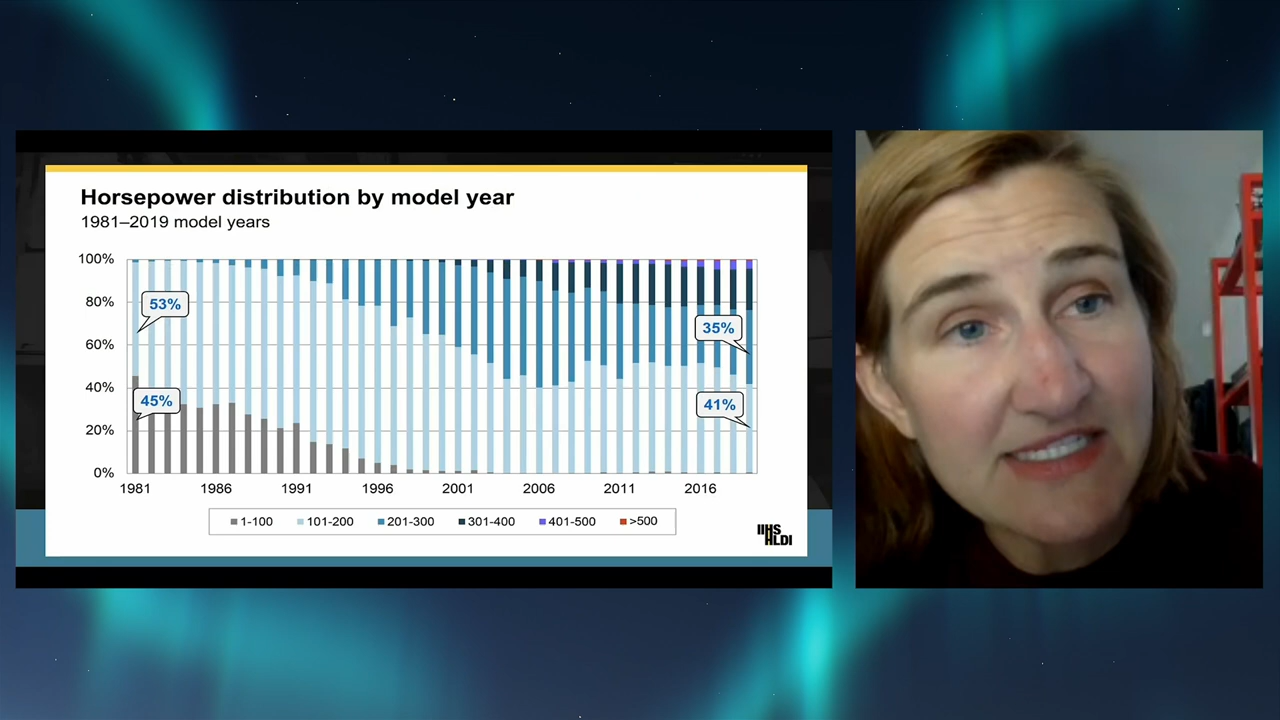 Horsepower distribution by model year
1981–2019 model years
100%
80%
60%
40%
20%
0%
53%
45%
35%
41%
1981 1986 1991 1996 2001 2006 2011 2016
1-100 101-200 201-300 301-400 401-500 >500
IIHS
HLDI